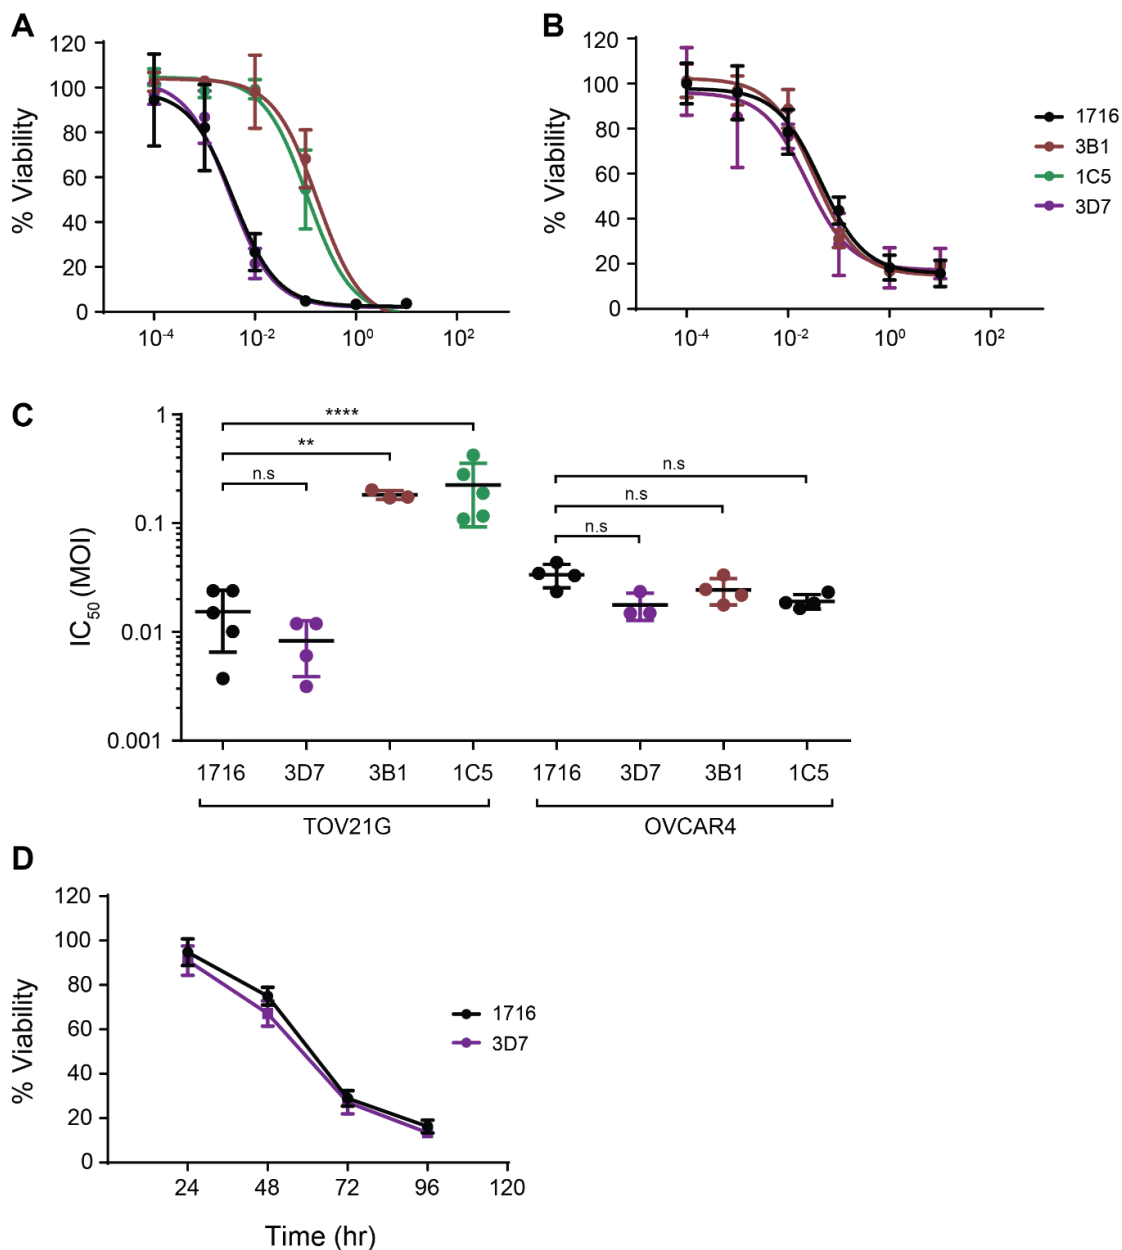 A
% Viability
120
100
80
60
40
20
0
10⁻⁴ 10⁻² 10⁰ 10²
B
% Viability
120
100
80
60
40
20
0
10⁻⁴ 10⁻² 10⁰ 10²
1716
3B1
1C5
3D7
C
IC₅₀ (MOI)
1
0.1
0.01
0.001
****
**
n.s
n.s
n.s
n.s
1716 3D7 3B1 1C5 1716 3D7 3B1 1C5
TOV21G OVCAR4
D
% Viability
120
100
80
60
40
20
0
24 48 72 96 120
Time (hr)
1716
3D7